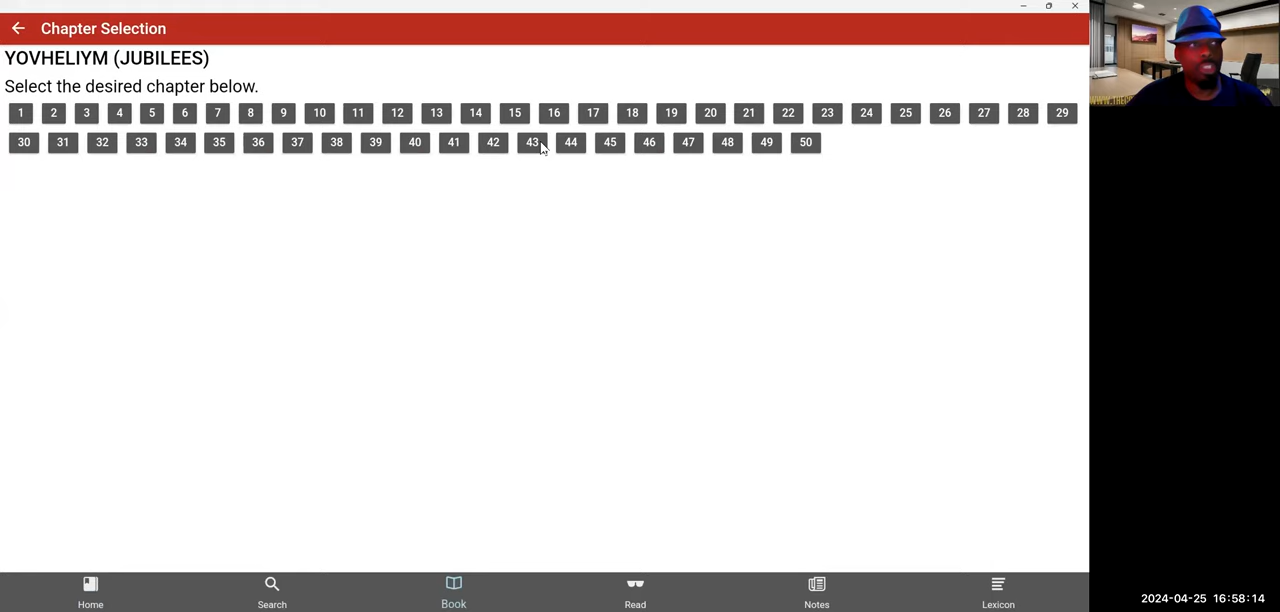 Chapter Selection
YOVHELIYM (JUBILEES)
Select the desired chapter below.
1 2 3 4 5 6 7 8 9 10 11 12 13 14 15 16 17 18 19 20 21 22 23 24 25 26 27 28 29
30 31 32 33 34 35 36 37 38 39 40 41 42 43 44 45 46 47 48 49 50
Home Search Book Read Notes Lexicon
2024-04-25 16:58:14